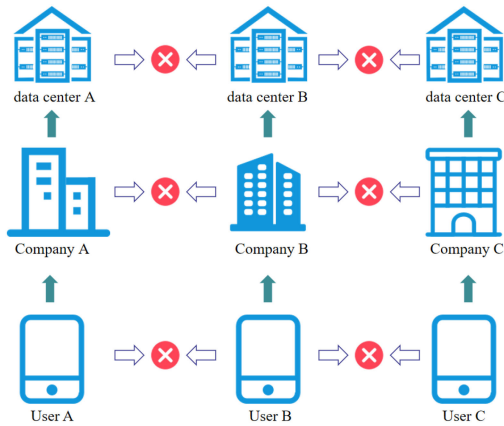 data center A
data center B
data center C
Company A
Company B
Company C
User A
User B
User C